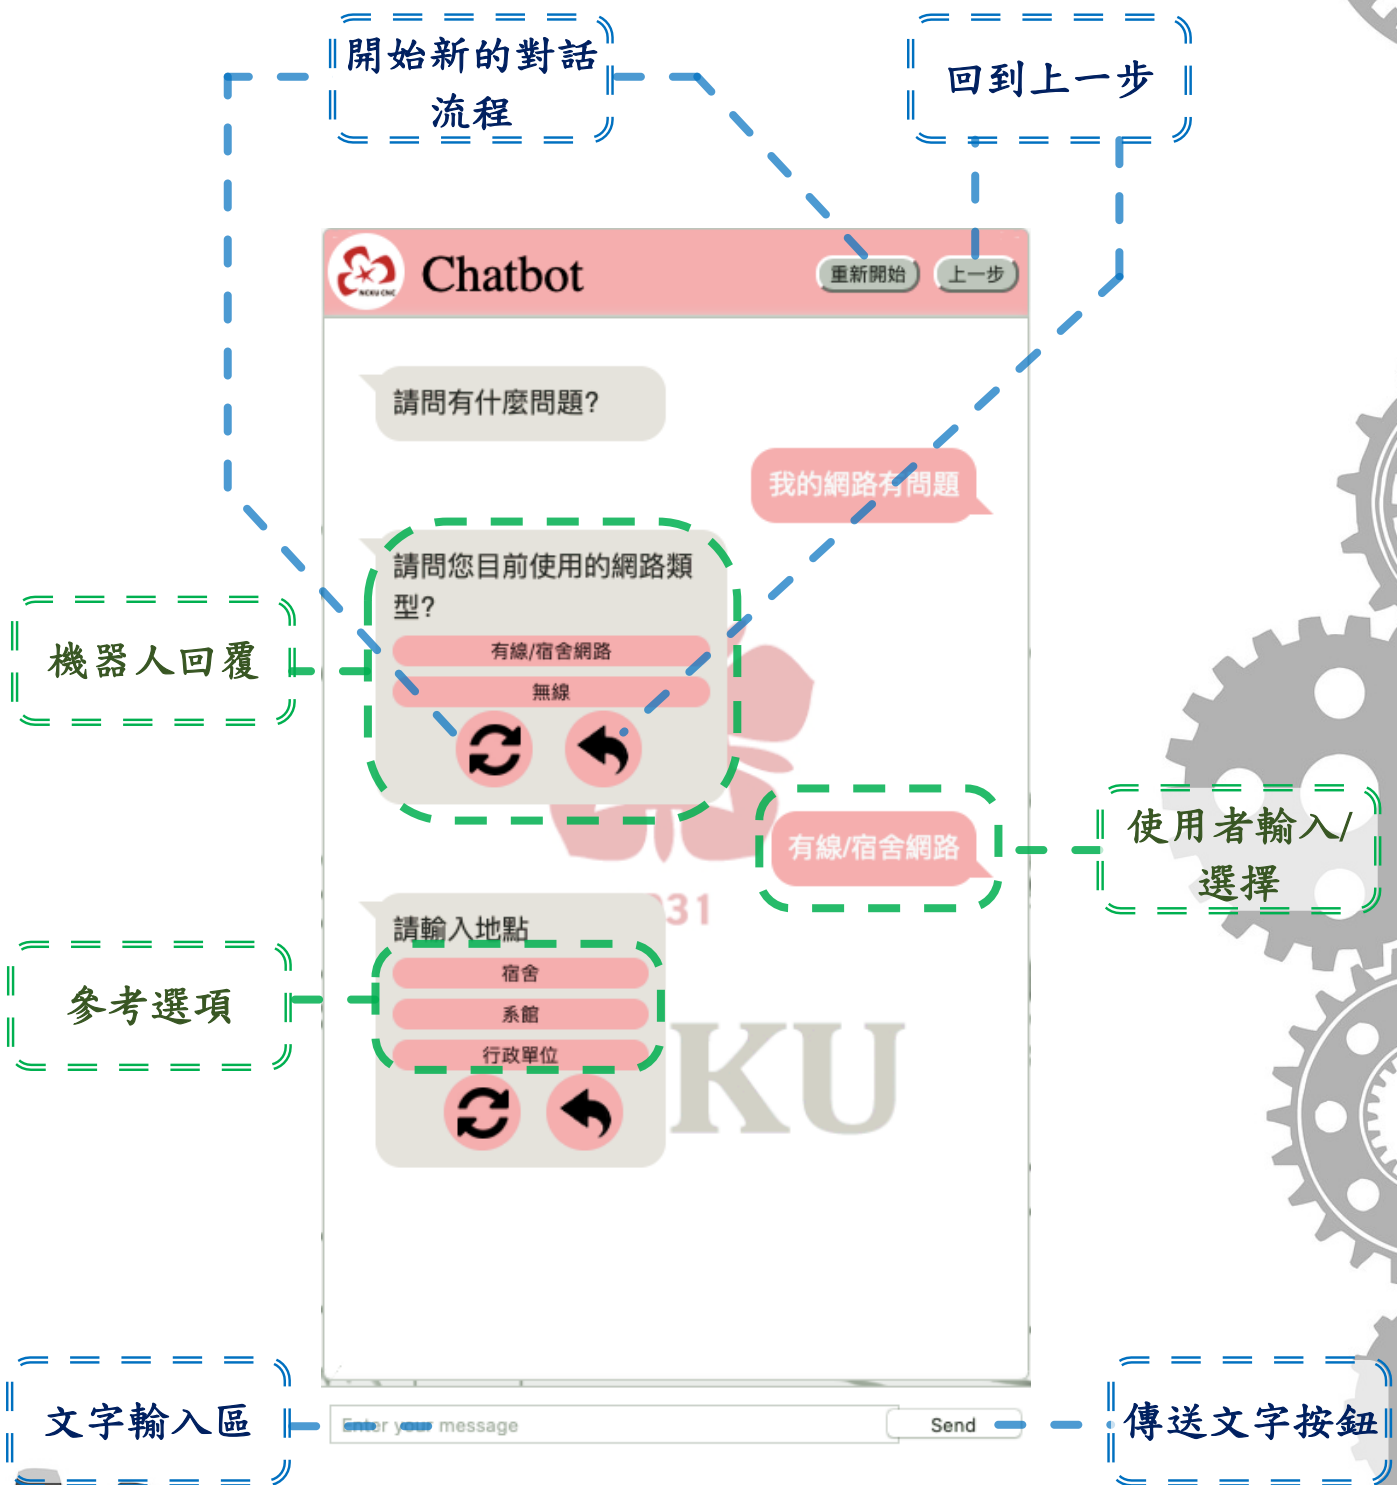 開始新的對話
流程
回到上一步
NCKU CNC
Chatbot
重新開始
上一步
請問有什麼問題?
我的網路有問題
請問您目前使用的網路類
型?
有線/宿舍網路
無線
機器人回覆
有線/宿舍網路
使用者輸入/
選擇
31
請輸入地點
宿舍
系館
行政單位
參考選項
KU
文字輸入區
Enter your message
Send
傳送文字按鈕